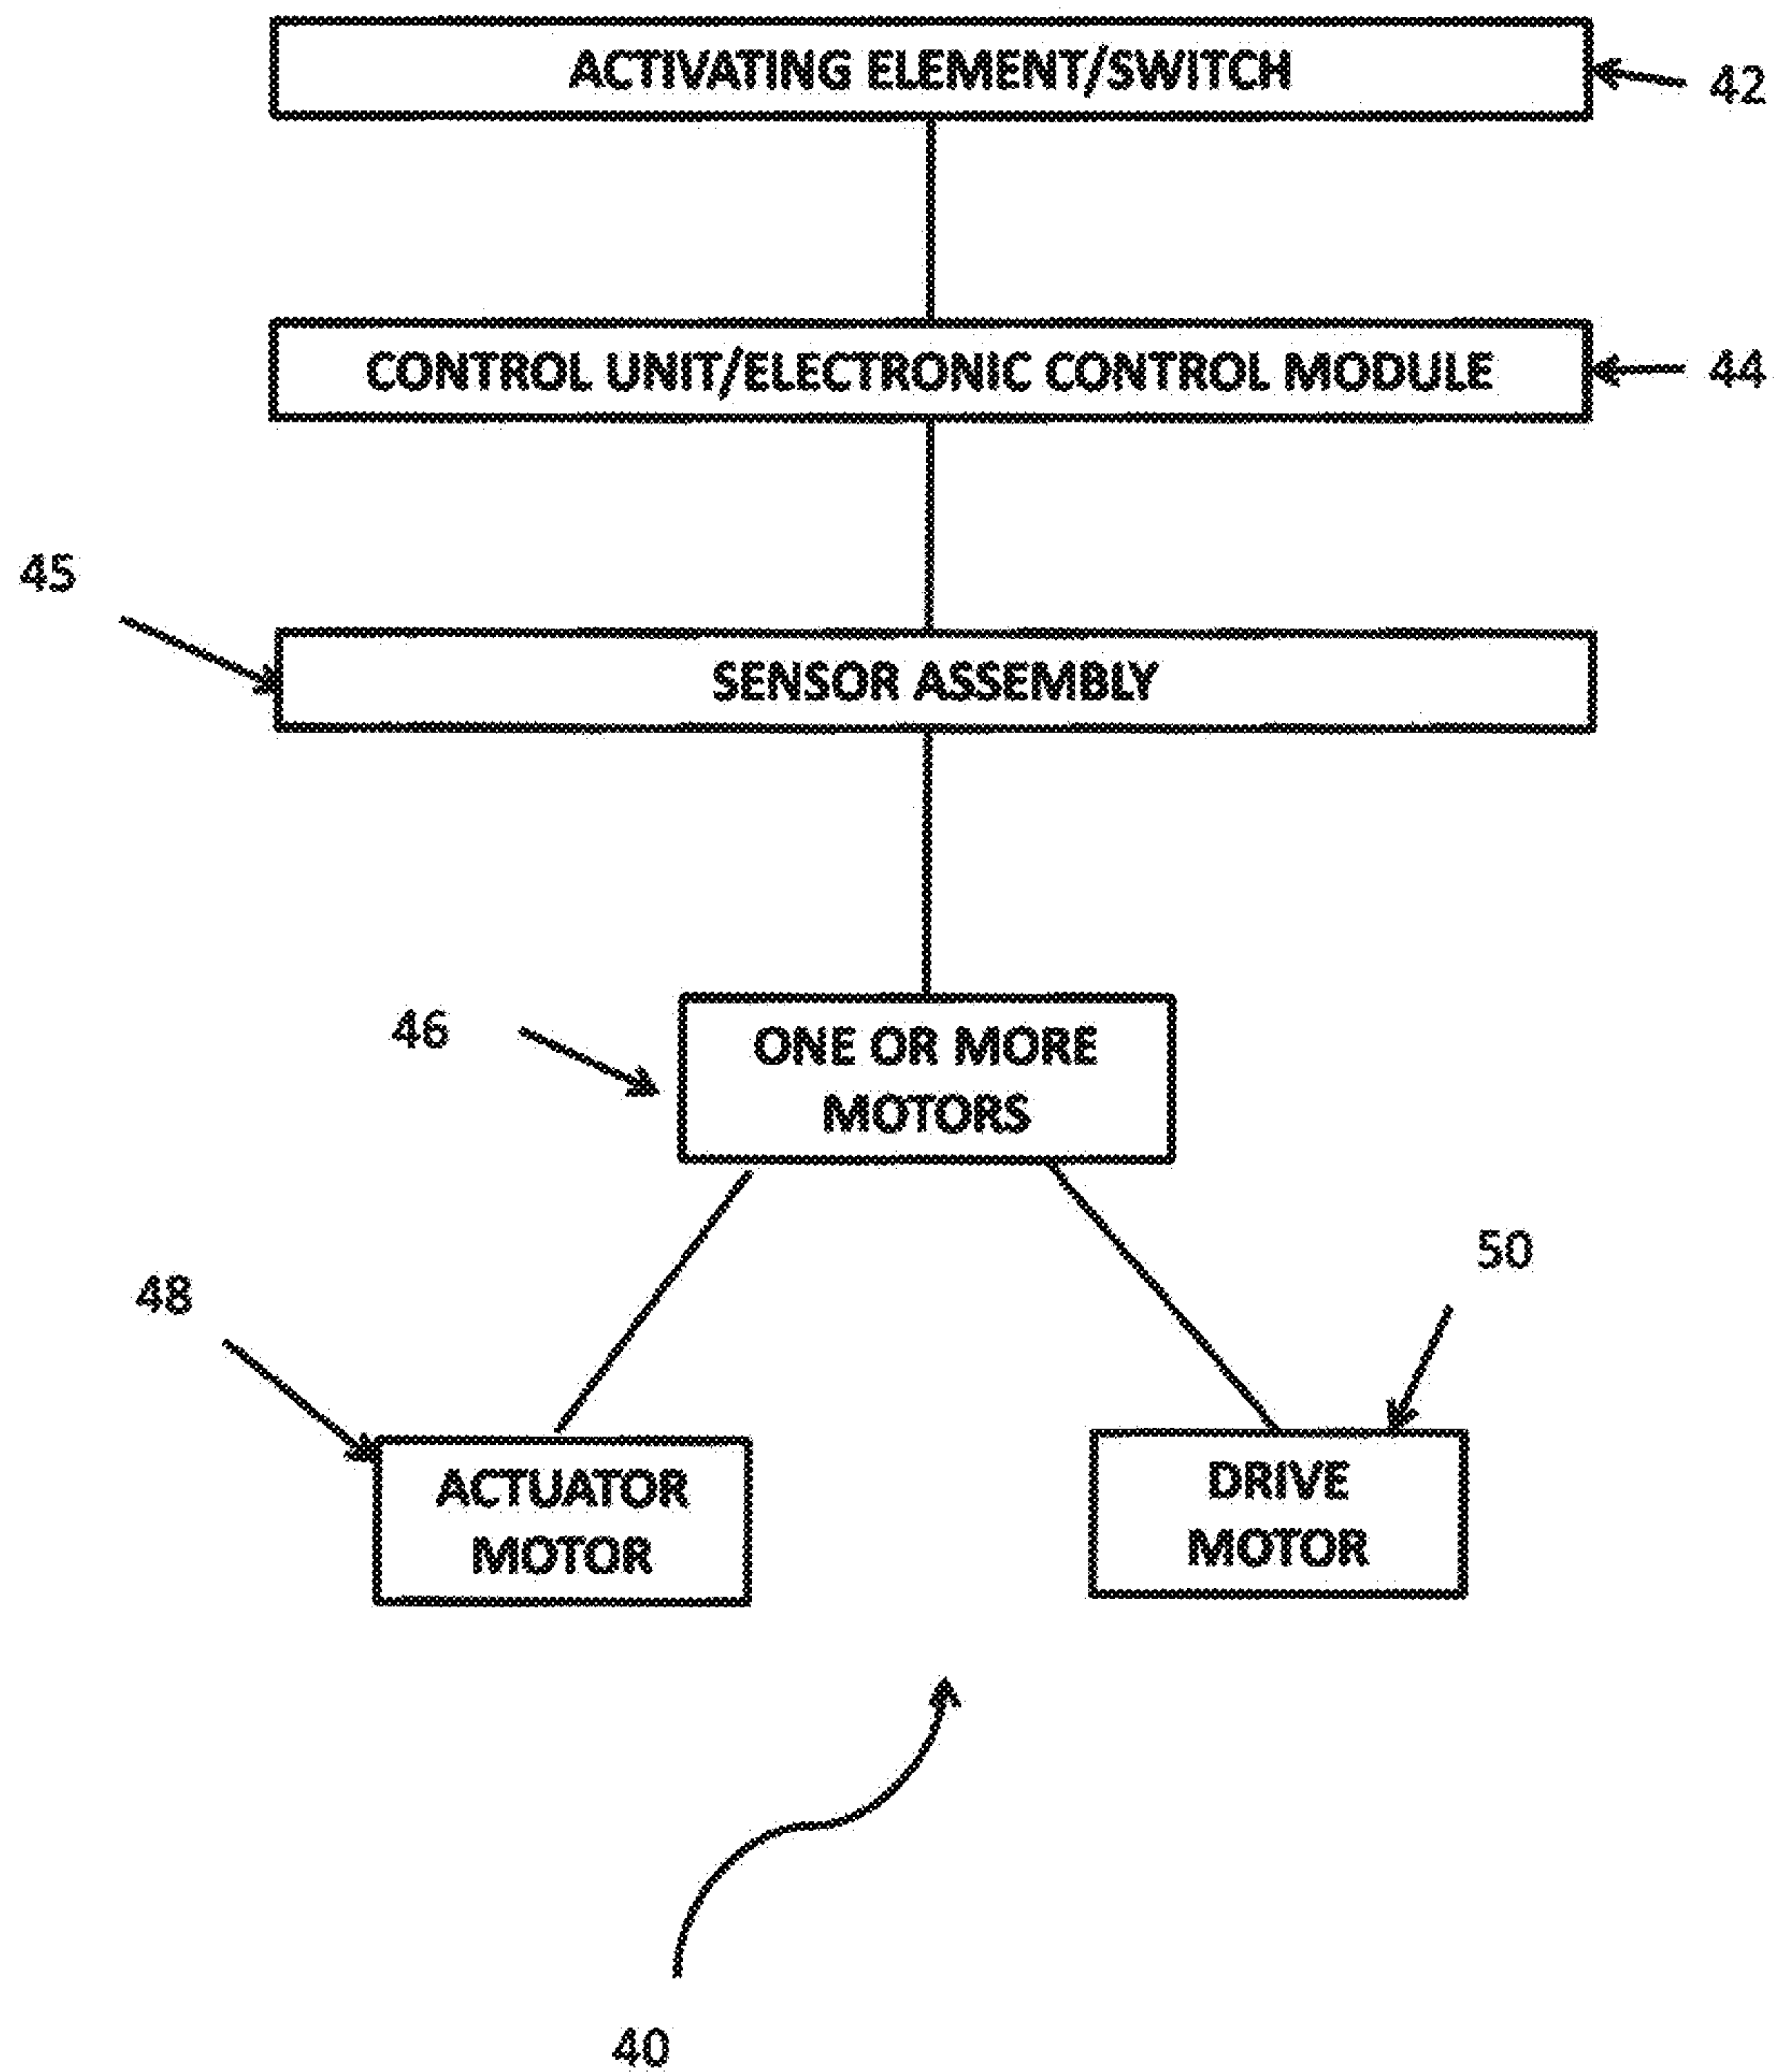 ACTIVATING ELEMENT/SWITCH
42
CONTROL UNIT/ELECTRONIC CONTROL MODULE
44
45
SENSOR ASSEMBLY
46
ONE OR MORE
MOTORS
48
50
ACTUATOR
MOTOR
DRIVE
MOTOR
40